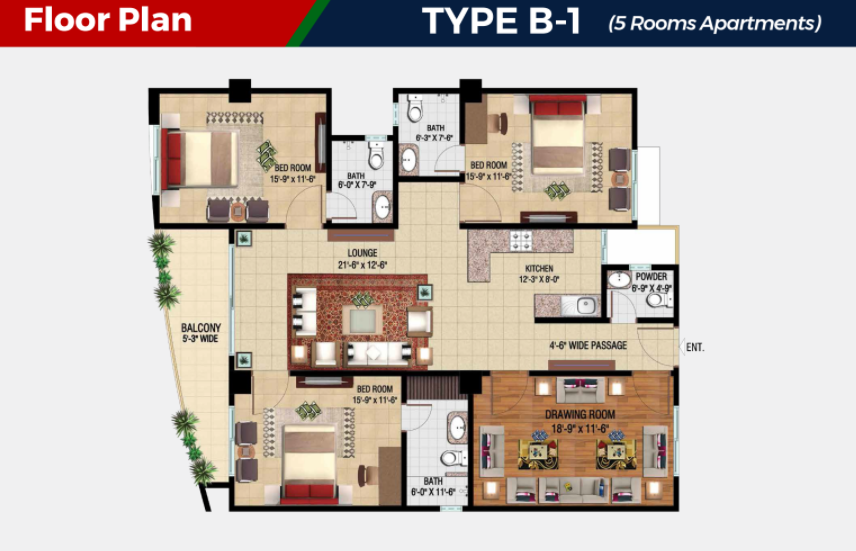 Floor Plan
TYPE B-1 (5 Rooms Apartments)
BATH
6'-3" X 7'-6"
BED ROOM
15'-9" x 11'-6"
BATH
6'-0" X 7'-9"
BED ROOM
15'-9" x 11'-6"
LOUNGE
21'-6" x 12'-6"
KITCHEN
12'-3" X 8'-0"
POWDER
6'-9" X 4'-9"
BALCONY
5'-3" WIDE
4'-6" WIDE PASSAGE
ENT.
BED ROOM
15'-9" x 11'-6"
DRAWING ROOM
18'-9" x 11'-6"
BATH
6'-0" X 11'-6"